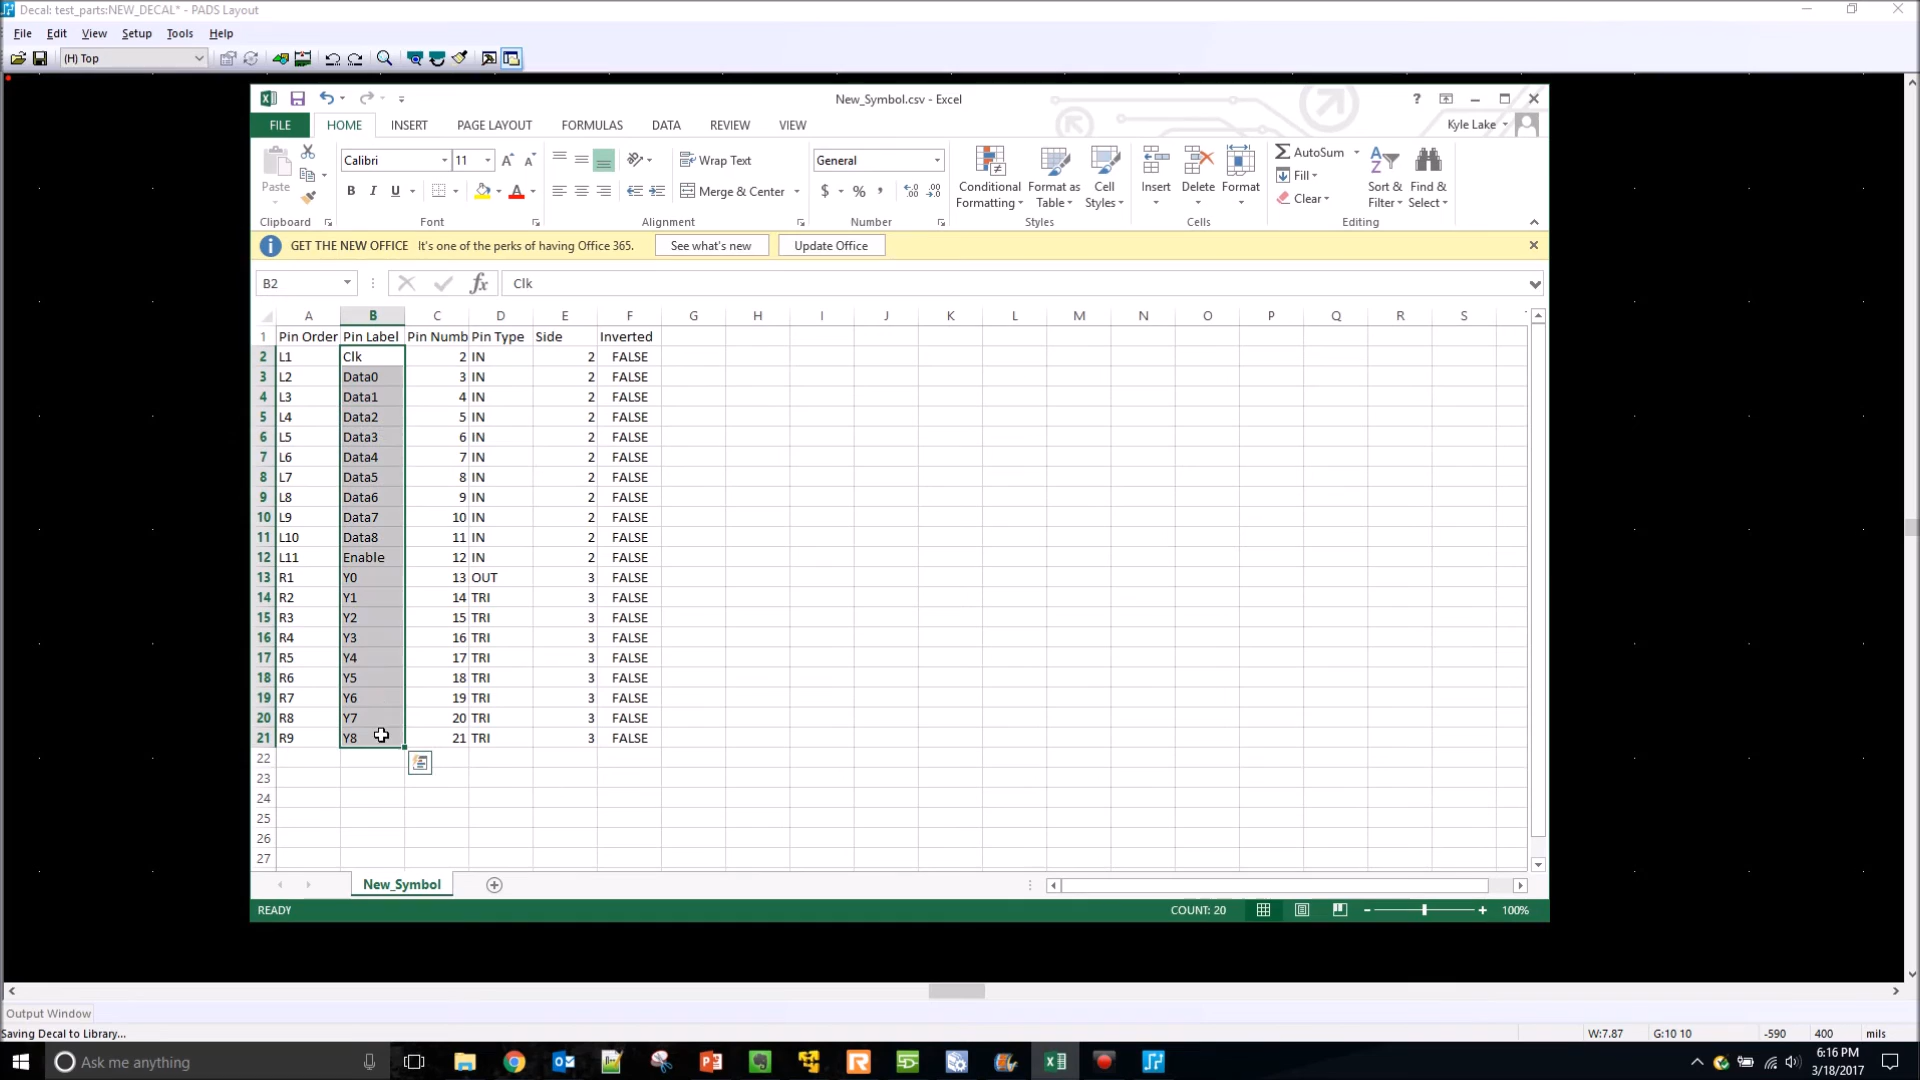 Decal: test_parts:NEW_DECAL* - PADS Layout
File Edit View Setup Tools Help
(H) Top
New_Symbol.csv - Excel
FILE HOME INSERT PAGE LAYOUT FORMULAS DATA REVIEW VIEW Kyle Lake
Calibri 11 Wrap Text General AutoSum
Paste Conditional Format as Cell Insert Delete Format Fill Sort & Find &
B I U Merge & Center $ % , Formatting Table Styles Clear Filter Select
Clipboard Font Alignment Number Styles Cells Editing
GET THE NEW OFFICE It's one of the perks of having Office 365. See what's new Update Office
B2 fx Clk
A B C D E F G H I J K L M N O P Q R S
1 Pin Order Pin Label Pin Numb Pin Type Side Inverted
2 L1 Clk 2 IN 2 FALSE
3 L2 Data0 3 IN 2 FALSE
4 L3 Data1 4 IN 2 FALSE
5 L4 Data2 5 IN 2 FALSE
6 L5 Data3 6 IN 2 FALSE
7 L6 Data4 7 IN 2 FALSE
8 L7 Data5 8 IN 2 FALSE
9 L8 Data6 9 IN 2 FALSE
10 L9 Data7 10 IN 2 FALSE
11 L10 Data8 11 IN 2 FALSE
12 L11 Enable 12 IN 2 FALSE
13 R1 Y0 13 OUT 3 FALSE
14 R2 Y1 14 TRI 3 FALSE
15 R3 Y2 15 TRI 3 FALSE
16 R4 Y3 16 TRI 3 FALSE
17 R5 Y4 17 TRI 3 FALSE
18 R6 Y5 18 TRI 3 FALSE
19 R7 Y6 19 TRI 3 FALSE
20 R8 Y7 20 TRI 3 FALSE
21 R9 Y8 21 TRI 3 FALSE
22
23
24
25
26
27
New_Symbol
READY COUNT: 20 100%
Output Window
Saving Decal to Library... W:7.87 G:10 10 -590 400 mils
Ask me anything 6:16 PM
3/18/2017